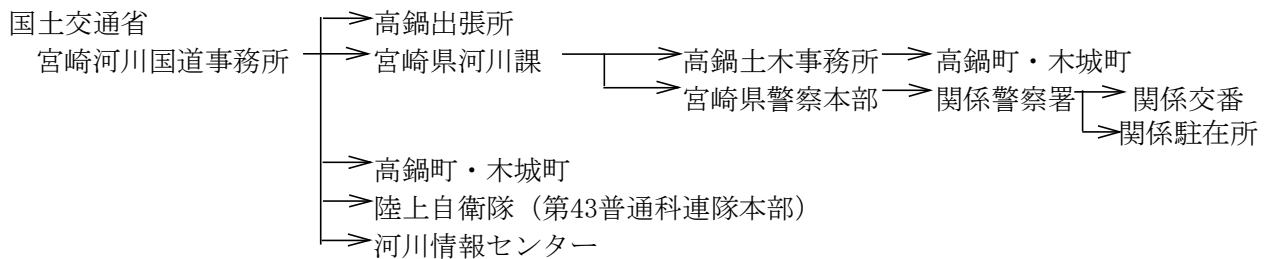 国土交通省
高鍋出張所
宮崎河川国道事務所
宮崎県河川課
高鍋土木事務所
高鍋町・木城町
宮崎県警察本部
関係警察署
関係交番
関係駐在所
高鍋町・木城町
陸上自衛隊（第43普通科連隊本部）
河川情報センター